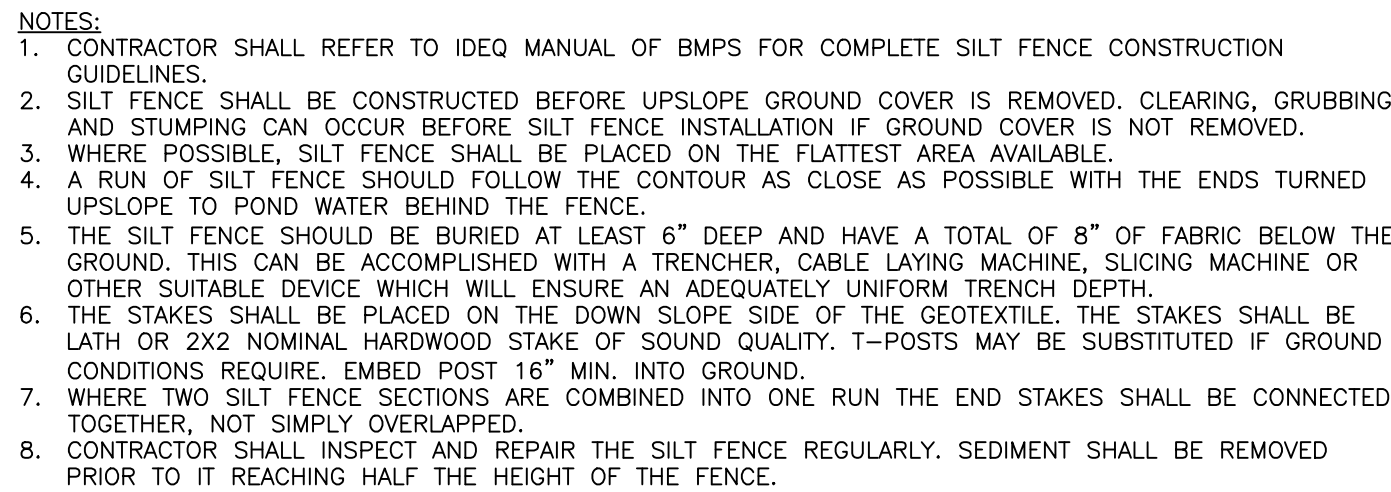 NOTES:
1. CONTRACTOR SHALL REFER TO IDEQ MANUAL OF BMPS FOR COMPLETE SILT FENCE CONSTRUCTION
GUIDELINES.
2. SILT FENCE SHALL BE CONSTRUCTED BEFORE UPSLOPE GROUND COVER IS REMOVED. CLEARING, GRUBBING
AND STUMPING CAN OCCUR BEFORE SILT FENCE INSTALLATION IF GROUND COVER IS NOT REMOVED.
3. WHERE POSSIBLE, SILT FENCE SHALL BE PLACED ON THE FLATTEST AREA AVAILABLE.
4. A RUN OF SILT FENCE SHOULD FOLLOW THE CONTOUR AS CLOSE AS POSSIBLE WITH THE ENDS TURNED
UPSLOPE TO POND WATER BEHIND THE FENCE.
5. THE SILT FENCE SHOULD BE BURIED AT LEAST 6” DEEP AND HAVE A TOTAL OF 8” OF FABRIC BELOW THE
GROUND. THIS CAN BE ACCOMPLISHED WITH A TRENCHER, CABLE LAYING MACHINE, SLICING MACHINE OR
OTHER SUITABLE DEVICE WHICH WILL ENSURE AN ADEQUATELY UNIFORM TRENCH DEPTH.
6. THE STAKES SHALL BE PLACED ON THE DOWN SLOPE SIDE OF THE GEOTEXTILE. THE STAKES SHALL BE
LATH OR 2X2 NOMINAL HARDWOOD STAKE OF SOUND QUALITY. T–POSTS MAY BE SUBSTITUTED IF GROUND
CONDITIONS REQUIRE. EMBED POST 16” MIN. INTO GROUND.
7. WHERE TWO SILT FENCE SECTIONS ARE COMBINED INTO ONE RUN THE END STAKES SHALL BE CONNECTED
TOGETHER, NOT SIMPLY OVERLAPPED.
8. CONTRACTOR SHALL INSPECT AND REPAIR THE SILT FENCE REGULARLY. SEDIMENT SHALL BE REMOVED
PRIOR TO IT REACHING HALF THE HEIGHT OF THE FENCE.